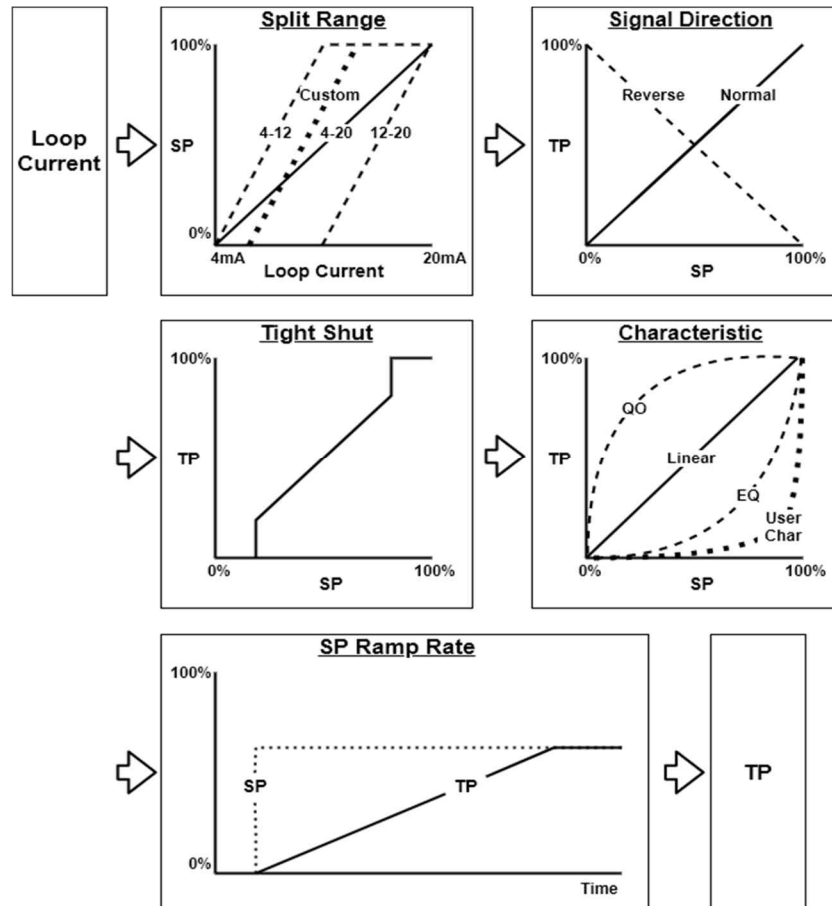 Loop
Current
Split Range
100%
Custom
4-12
4-20
12-20
SP
0%
4mA
20mA
Loop Current
Signal Direction
100%
Reverse
Normal
TP
0%
100%
SP
Tight Shut
100%
TP
0%
100%
SP
Characteristic
100%
QO
TP
Linear
EQ
User
Char
0%
100%
SP
SP Ramp Rate
100%
SP
TP
0%
Time
TP